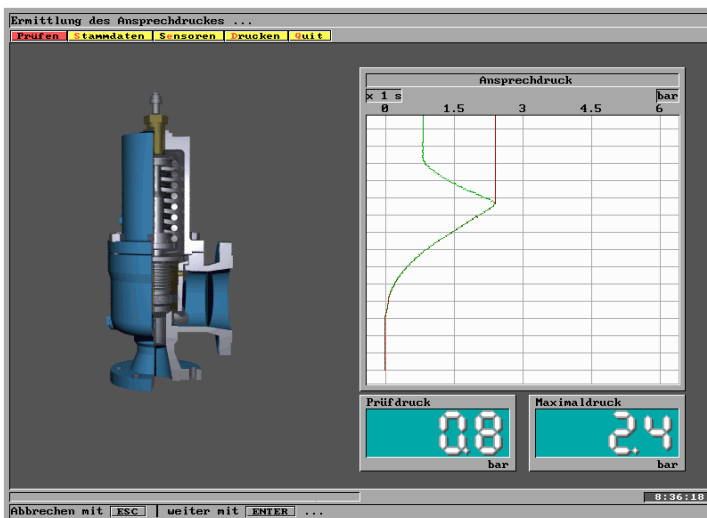 Ermittlung des Ansprechdruckes ...
Prüfen Stammdaten Sensoren Drucken Quit
Ansprechdruck
x 1 s bar
0 1.5 3 4.5 6
Prüfdruck Maximaldruck
0.8 2.4
bar bar
8:36:18
Abbrechen mit ESC | weiter mit ENTER ...